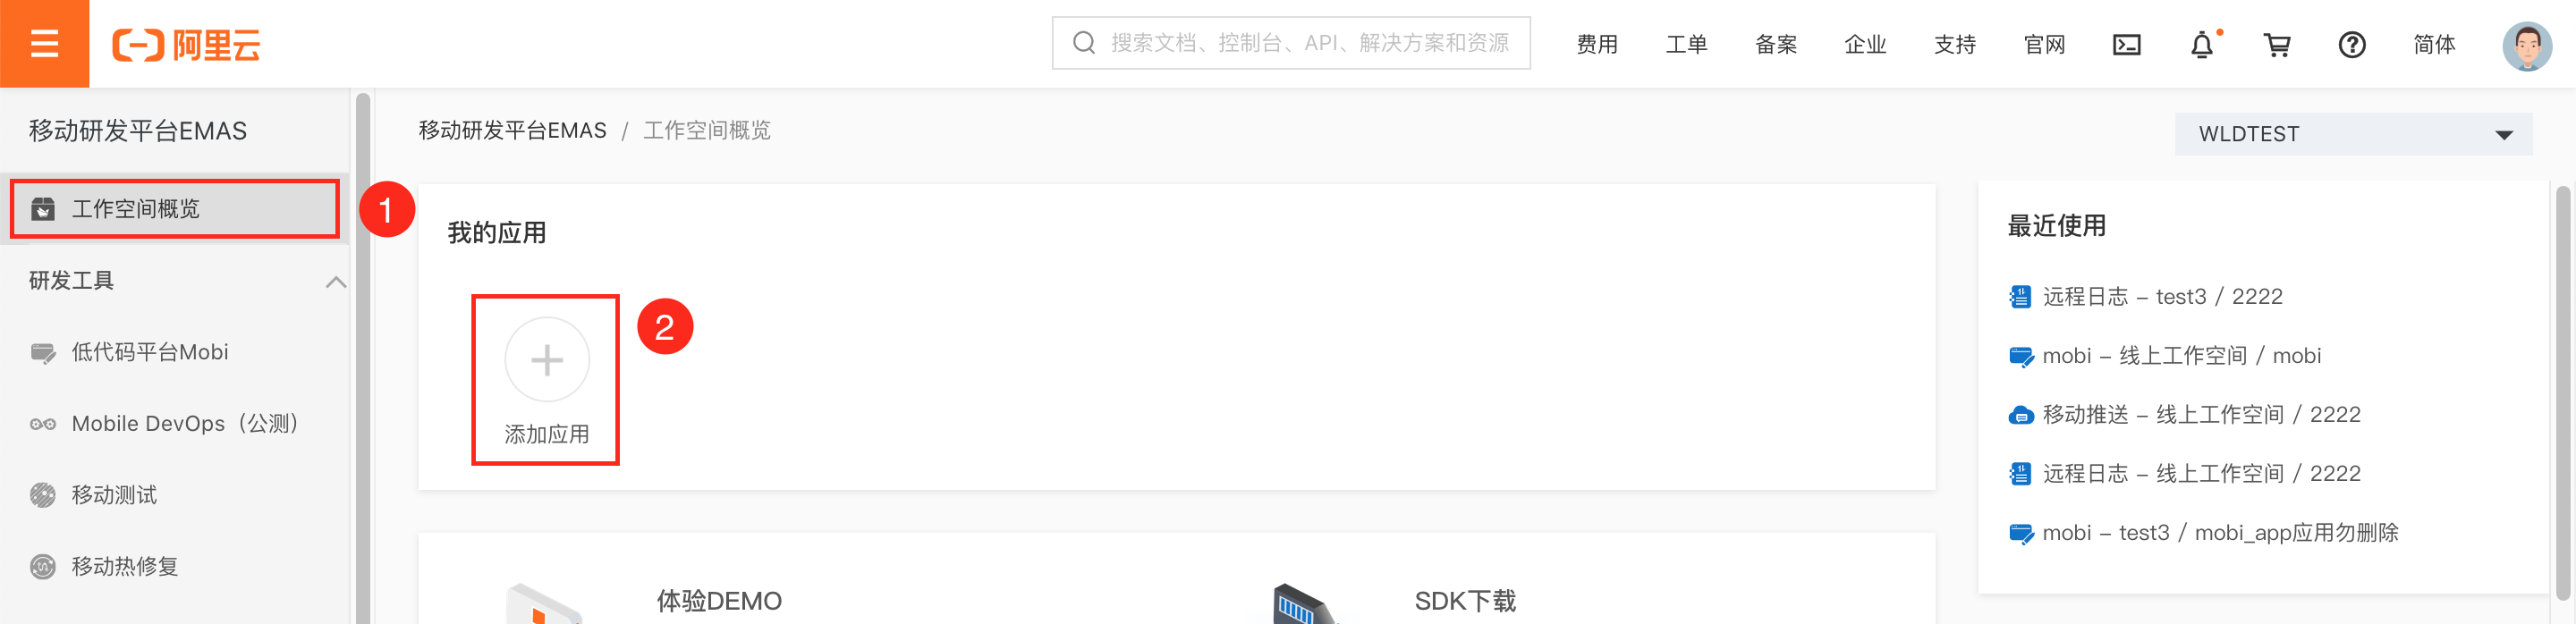 阿里云
搜索文档、控制台、API、解决方案和资源
费用
工单
备案
企业
支持
官网
简体
移动研发平台EMAS
工作空间概览
1
研发工具
低代码平台Mobi
Mobile DevOps（公测）
移动测试
移动热修复
移动研发平台EMAS / 工作空间概览
WLDTEST
我的应用
添加应用
2
体验DEMO
SDK下载
最近使用
远程日志 – test3 / 2222
mobi – 线上工作空间 / mobi
移动推送 – 线上工作空间 / 2222
远程日志 – 线上工作空间 / 2222
mobi – test3 / mobi_app应用勿删除